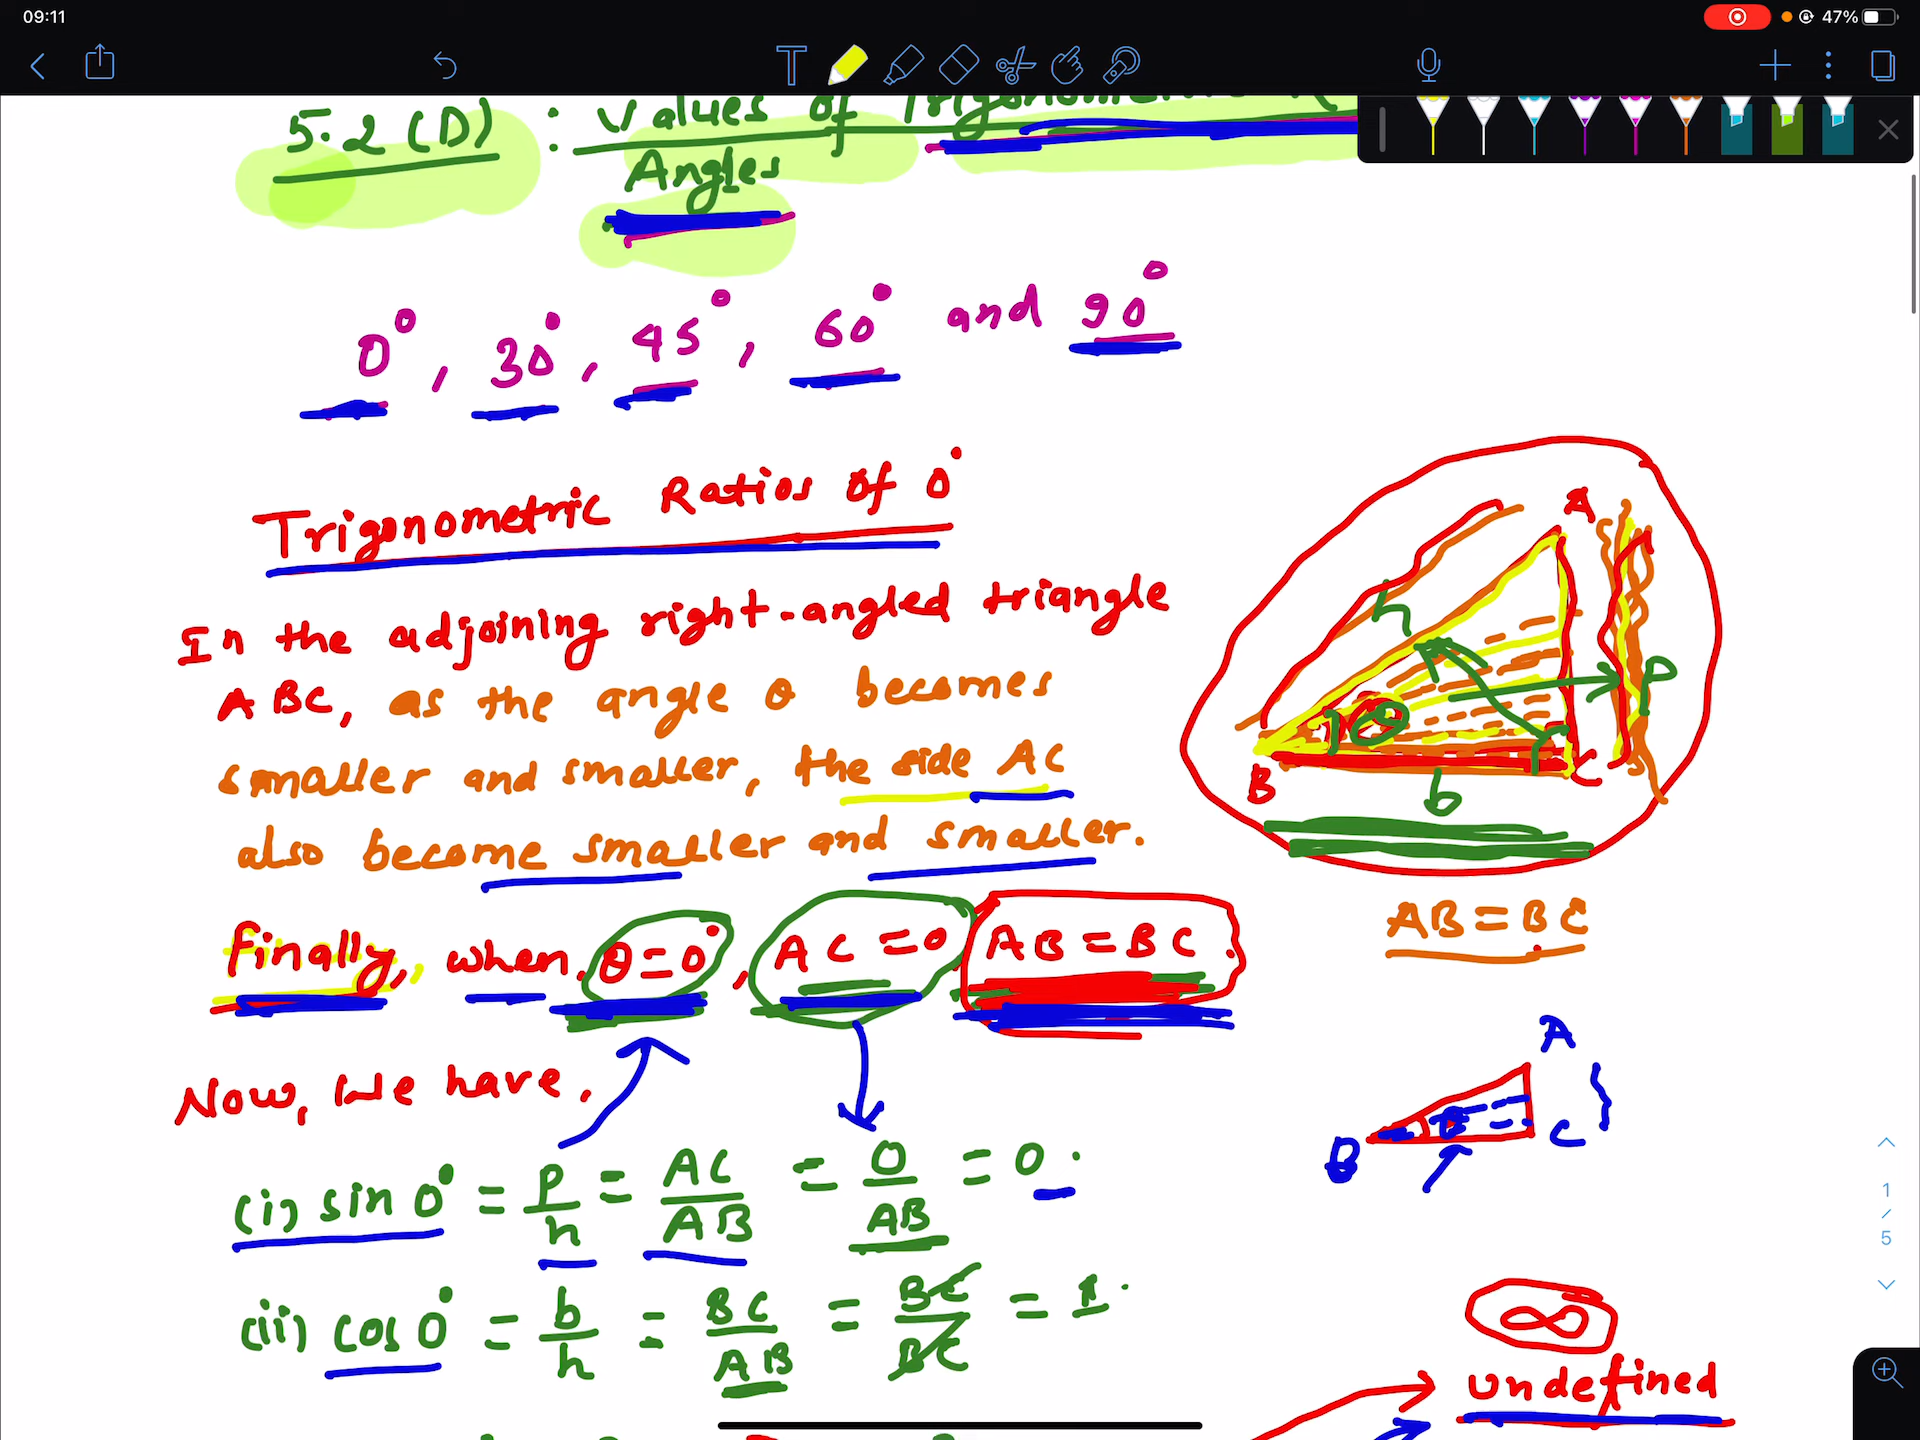 09:11
47%
5.2 (D) : Values of
Angles
0°, 30°, 45°, 60° and 90°
Trigonometric Ratios of 0°
In the adjoining right-angled triangle
ABC, as the angle θ becomes
smaller and smaller, the side AC
also become smaller and smaller.
Finally, when θ=0°, AC=0 AB=BC.
Now, We have,
(i) sin 0° = p/h = AC/AB = 0/AB = 0.
(ii) cos 0° = b/h = BC/AB = BC/BC = 1.
A
h
θ
p
B
b
C
AB=BC
A
B
θ
C
∞
undefined
1
/
5